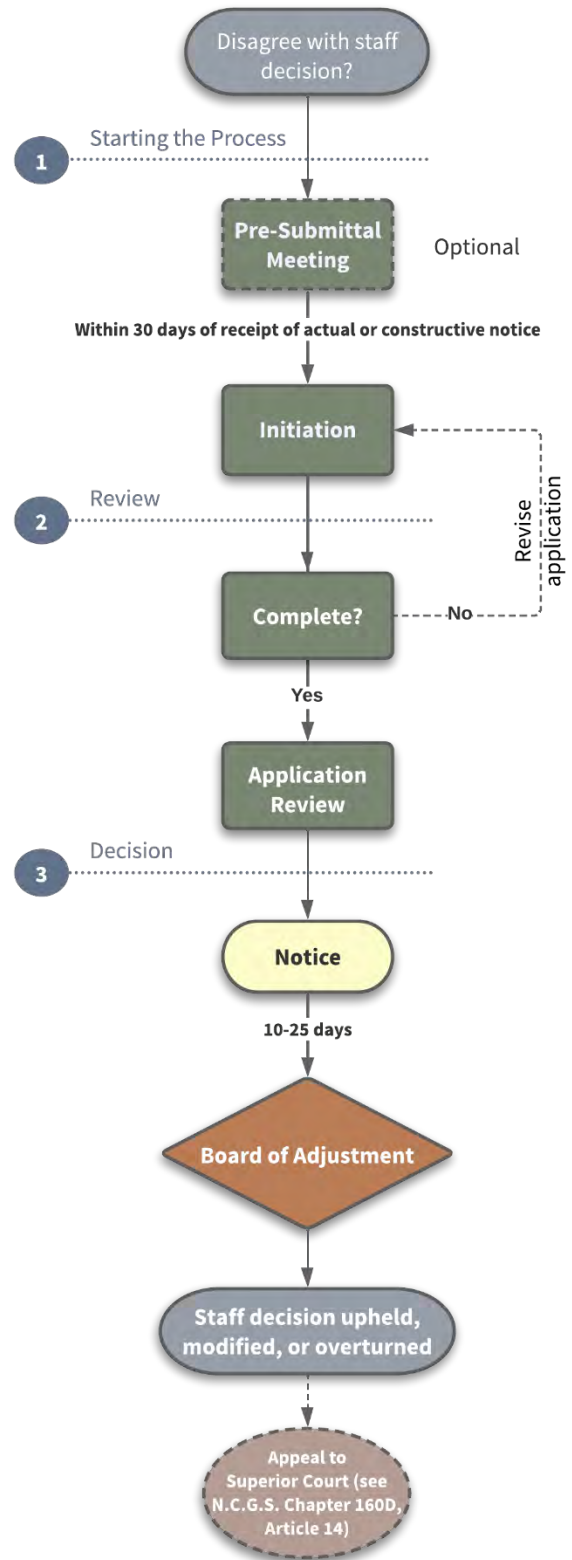 Disagree with staff
decision?
Starting the Process
1
Pre-Submittal
Meeting
Optional
Within 30 days of receipt of actual or constructive notice
Initiation
Review
2
Revise
application
Complete?
No
Yes
Application
Review
Decision
3
Notice
10-25 days
Board of Adjustment
Staff decision upheld,
modified, or overturned
Appeal to
Superior Court (see
N.C.G.S. Chapter 160D,
Article 14)